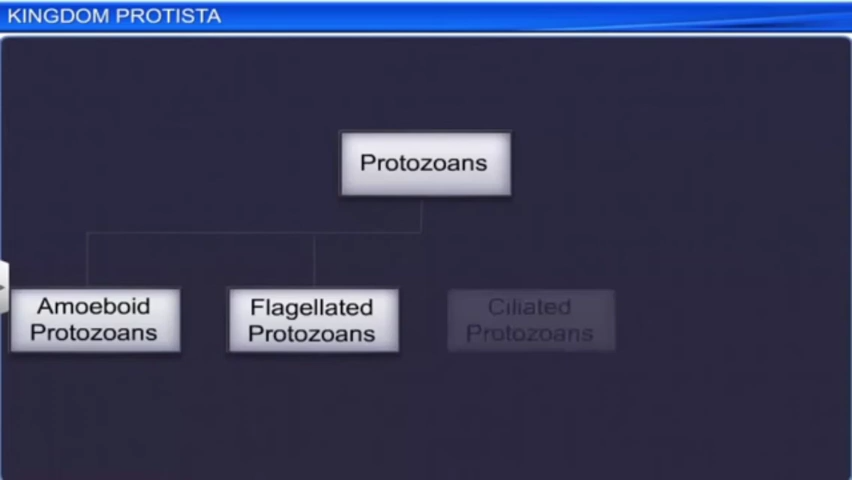 KINGDOM PROTISTA
Protozoans
Amoeboid
Protozoans
Flagellated
Protozoans
Ciliated
Protozoans